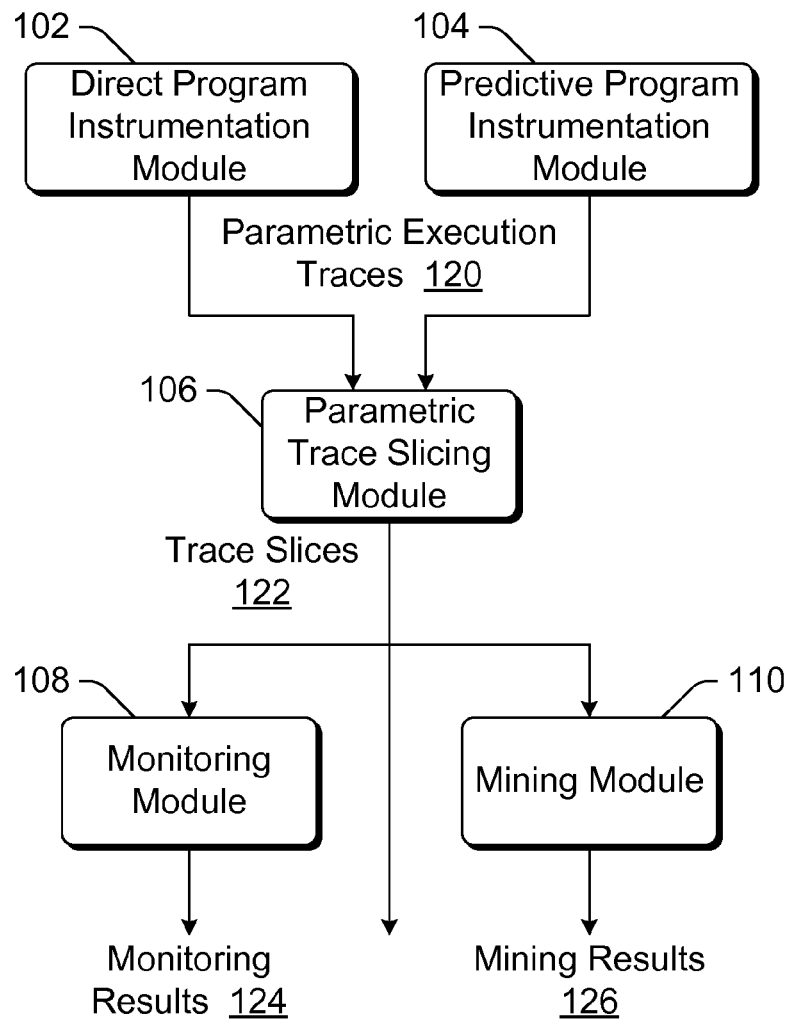 102
104
Direct Program
Instrumentation
Module
Predictive Program
Instrumentation
Module
Parametric Execution
Traces 120
106
Parametric
Trace Slicing
Module
Trace Slices
122
108
110
Monitoring
Module
Mining Module
Monitoring
Results 124
Mining Results
126